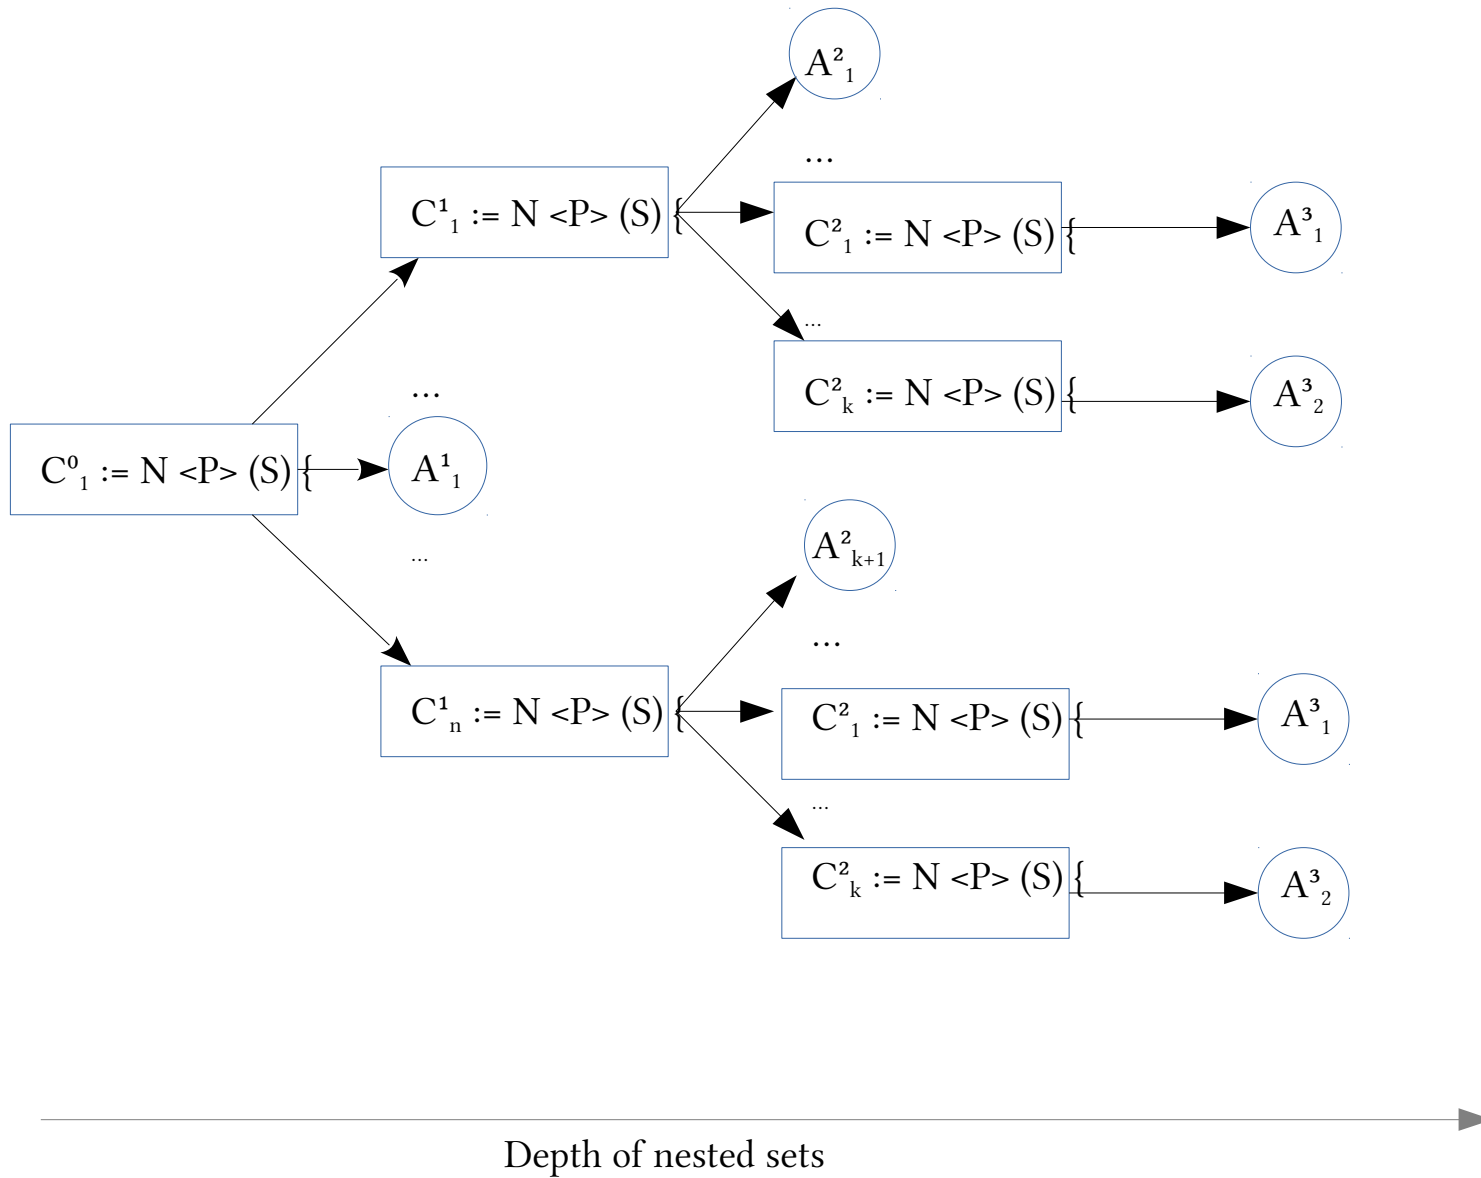 A²₁
...
C¹₁ := N <P> (S) {
C²₁ := N <P> (S) {
A³₁
...
C²ₖ := N <P> (S) {
A³₂
...
C⁰₁ := N <P> (S) {
A¹₁
...
A²ₖ₊₁
...
C¹ₙ := N <P> (S) {
C²₁ := N <P> (S) {
A³₁
...
C²ₖ := N <P> (S) {
A³₂
Depth of nested sets